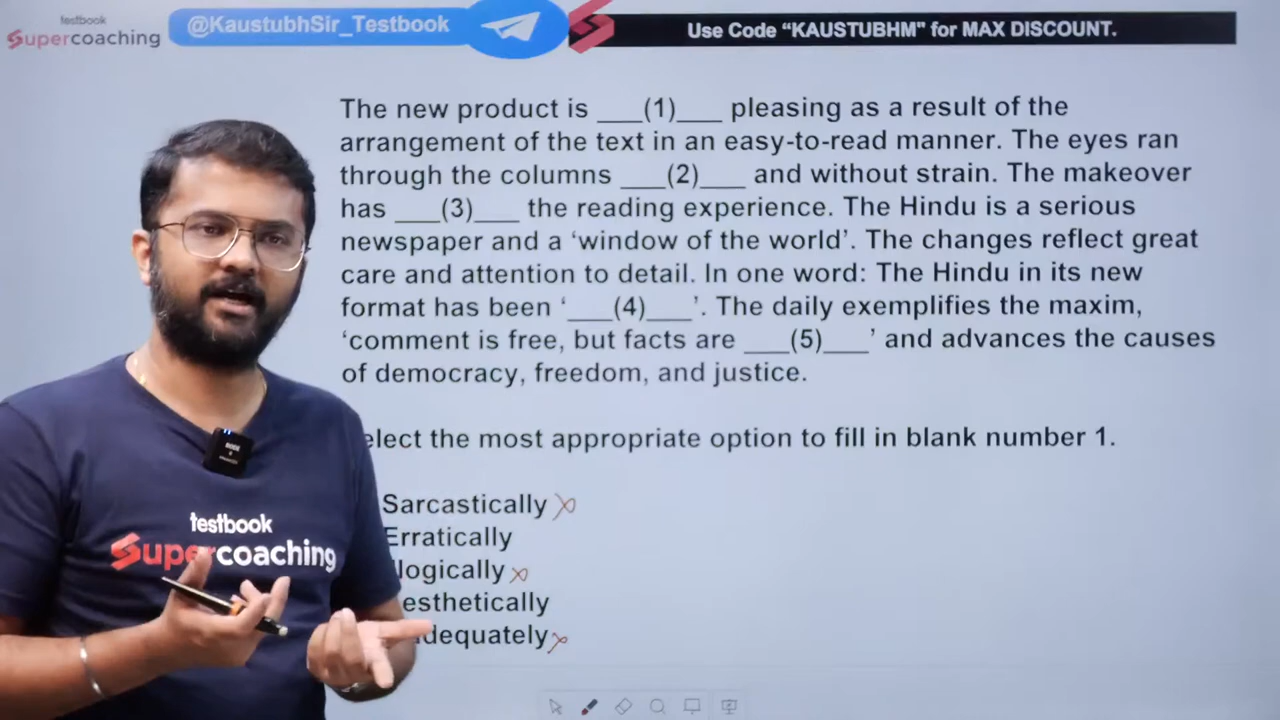 testbook
Supercoaching
@KaustubhSir_Testbook
Use Code “KAUSTUBHM” for MAX DISCOUNT.
The new product is ___(1)___ pleasing as a result of the
arrangement of the text in an easy-to-read manner. The eyes ran
through the columns ___(2)___ and without strain. The makeover
has ___(3)___ the reading experience. The Hindu is a serious
newspaper and a ‘window of the world’. The changes reflect great
care and attention to detail. In one word: The Hindu in its new
format has been ‘___(4)___’. The daily exemplifies the maxim,
‘comment is free, but facts are ___(5)___’ and advances the causes
of democracy, freedom, and justice.
elect the most appropriate option to fill in blank number 1.
Sarcastically
Erratically
logically
esthetically
dequately
testbook
Supercoaching